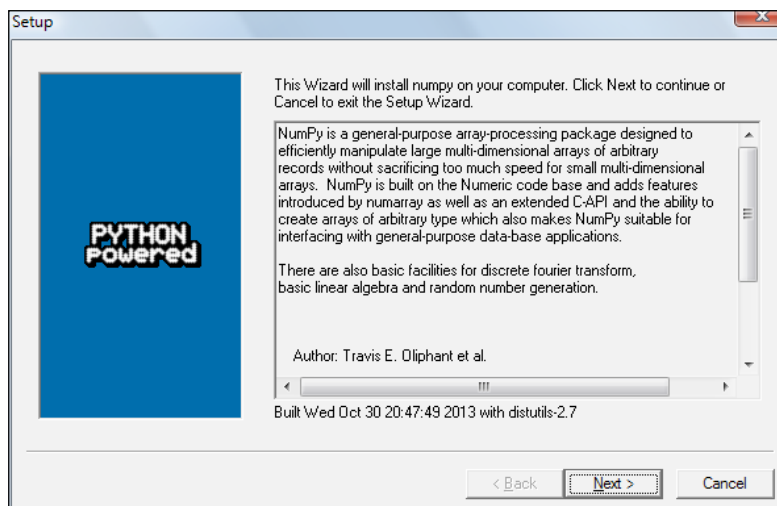 Setup
This Wizard will install numpy on your computer. Click Next to continue or
Cancel to exit the Setup Wizard.
NumPy is a general-purpose array-processing package designed to
efficiently manipulate large multi-dimensional arrays of arbitrary
records without sacrificing too much speed for small multi-dimensional
arrays.  NumPy is built on the Numeric code base and adds features
introduced by numarray as well as an extended C-API and the ability to
create arrays of arbitrary type which also makes NumPy suitable for
interfacing with general-purpose data-base applications.
There are also basic facilities for discrete fourier transform,
basic linear algebra and random number generation.
Author: Travis E. Oliphant et al.
PYTHON
powered
Built Wed Oct 30 20:47:49 2013 with distutils-2.7
< Back
Next >
Cancel